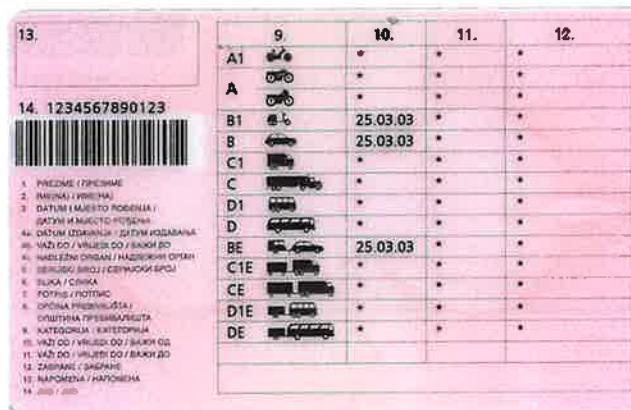 13.
9. 10. 11. 12.
A1 * * *
A * * *
* * *
B1 25.03.03 * *
B 25.03.03 * *
C1 * * *
C * * *
D1 * * *
D * * *
BE 25.03.03 * *
C1E * * *
CE * * *
D1E * * *
DE * * *
14. 1234567890123
1. PREZIME / ПРЕЗИМЕ
2. IME(NA) / ИМЕ(НА)
3. DATUM I MJESTO ROĐENJA /
ДАТУМ И МЈЕСТО РОЂЕЊА
4a. DATUM IZDAVANJA / ДАТУМ ИЗДАВАЊА
4b. VAŽI DO / VRIJEDI DO / ВАЖИ ДО
NADLEŽNI ORGAN / НАДЛЕЖНИ ОРГАН
5. SERIJSKI BROJ / СЕРИЈСКИ БРОЈ
6. SLIKA / СЛИКА
7. POTPIS / ПОТПИС
8. OPĆINA PREBIVALIŠTA /
ОПШТИНА ПРЕБИВАЛИШТА
9. KATEGORIJA / КАТЕГОРИЈА
10. VAŽI OD / VRIJEDI OD / ВАЖИ ОД
11. VAŽI DO / VRIJEDI DO / ВАЖИ ДО
12. ZABRANE / ЗАБРАНЕ
13. NAPOMENA / НАПОМЕНА
14.